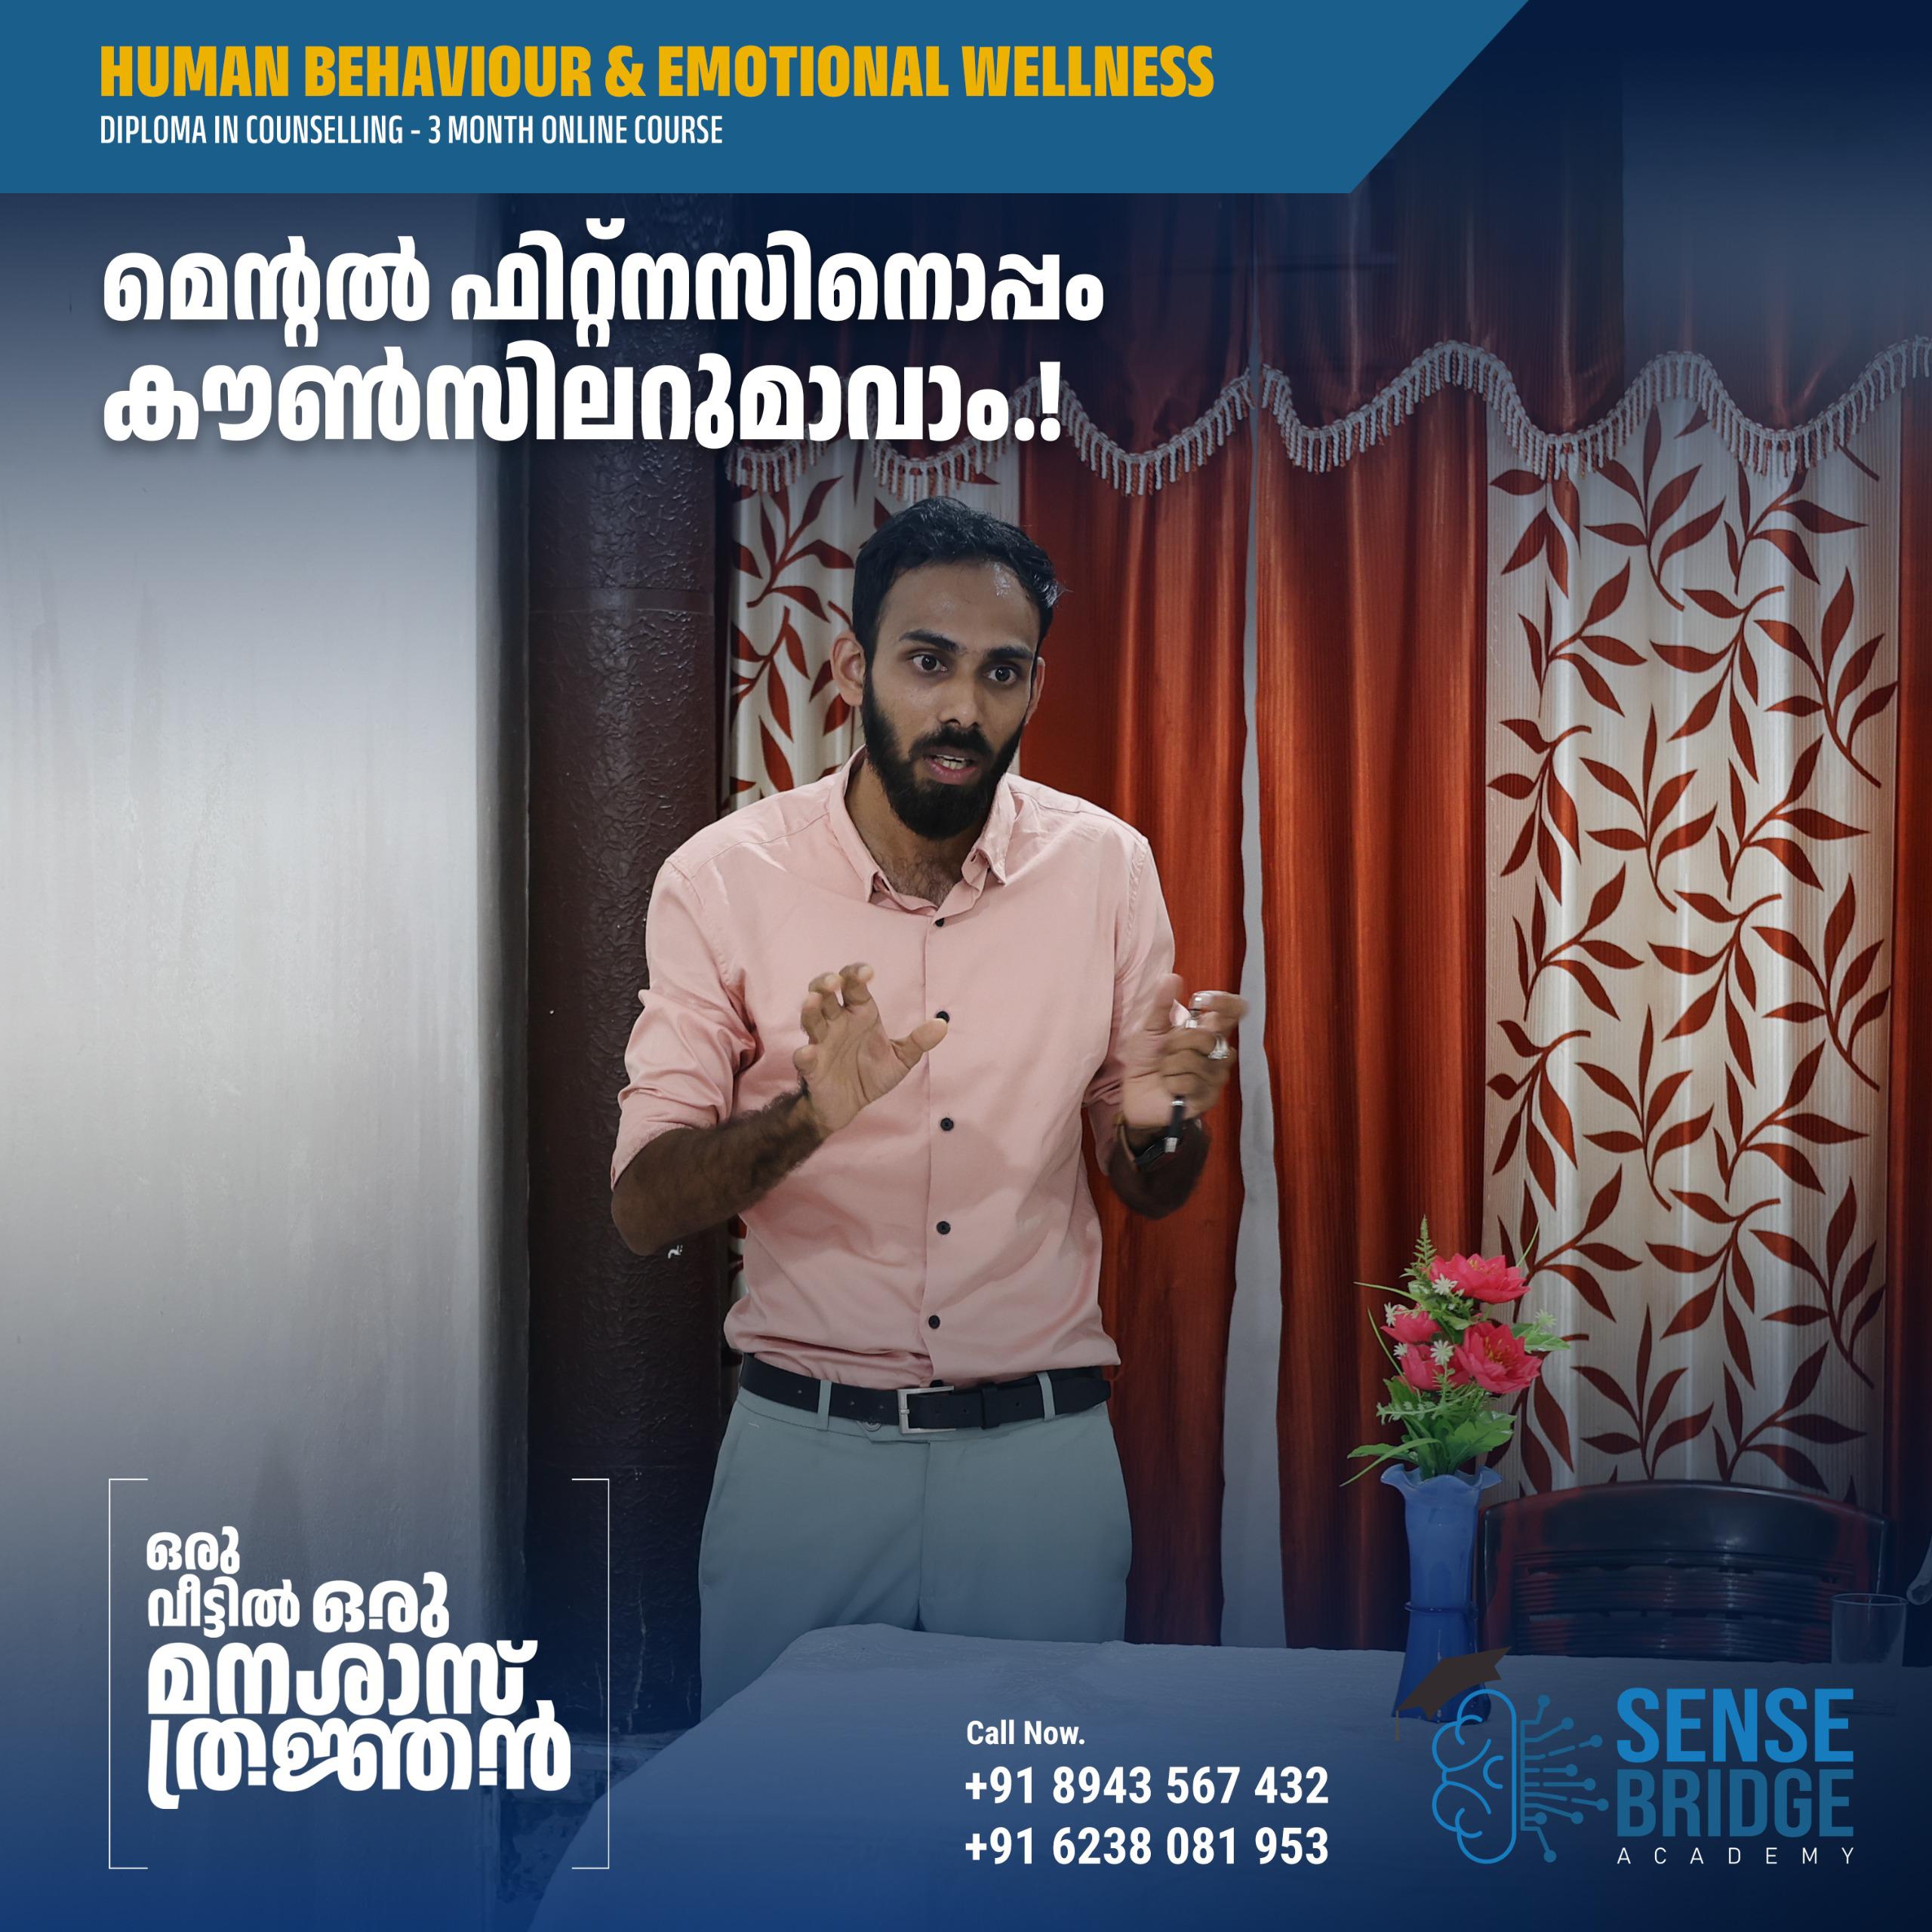 HUMAN BEHAVIOUR & EMOTIONAL WELLNESS
DIPLOMA IN COUNSELLING - 3 MONTH ONLINE COURSE
മെന്റൽ ഫിറ്റ്നസിനൊപ്പം
കൗൺസിലറുമാവാം.!
ഒരു
വീട്ടിൽ ഒരു
മനശാസ്
ത്രജ്ഞൻ
Call Now.
+91 8943 567 432
+91 6238 081 953
SENSE
BRIDGE
ACADEMY